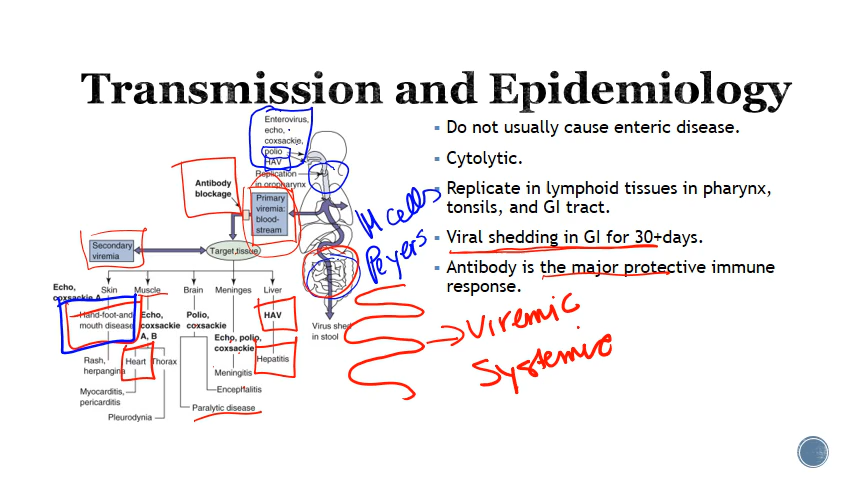 Transmission and Epidemiology
Enterovirus,
echo,
coxsackie,
polio
HAV
Replication
in oropharynx
Antibody
blockage
Primary
viremia:
blood-
stream
Secondary
viremia
Target tissue
Echo,
coxsackie A
Skin
Muscle
Brain
Meninges
Liver
Hand-foot-and-
mouth disease
Echo,
coxsackie
A, B
Polio,
coxsackie
Echo, polio,
coxsackie
HAV
Virus shed
in stool
Rash,
herpangina
Heart
Thorax
Meningitis
Hepatitis
Myocarditis,
pericarditis
Encephalitis
Paralytic disease
Pleurodynia
M cells
Peyers
▪ Do not usually cause enteric disease.
▪ Cytolytic.
▪ Replicate in lymphoid tissues in pharynx,
tonsils, and GI tract.
▪ Viral shedding in GI for 30+days.
▪ Antibody is the major protective immune
response.
Viremic
Systemic